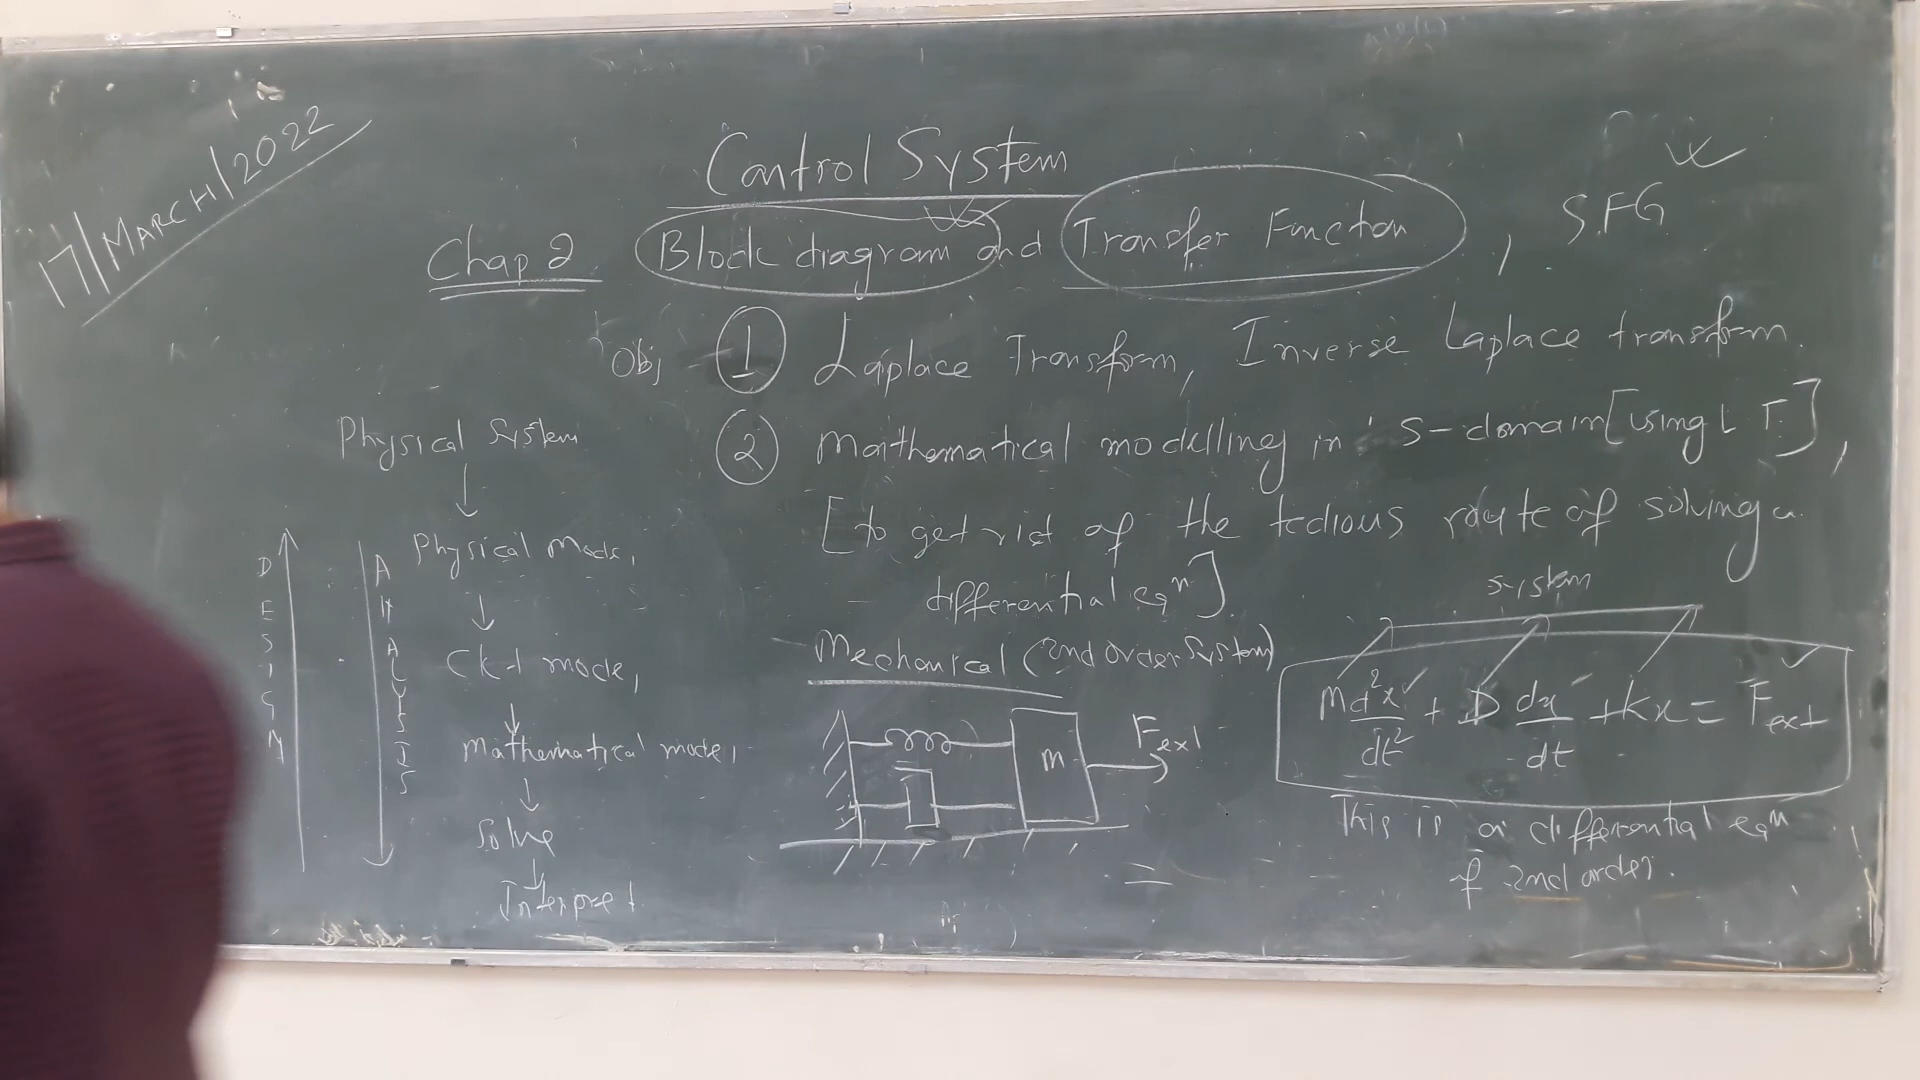 17/MARCH/2022
Control System
Chap 2 Block diagram and Transfer Function, SFG
Obj ① Laplace Transform, Inverse Laplace transform.
② Mathematical modelling in s-domain [using L T],
[to get rid of the tedious route of solving a
differential eqn].
Physical System
↓
Physical Model
↓
Ckt model
↓
Mathematical model
↓
Solve
↓
Interpret
DESIGN
ANALYSIS
Mechanical (2nd order System)
m
Fext
system
M d²x/dt² + D dx/dt + kx = Fext
This is a differential eqn
of 2nd order.